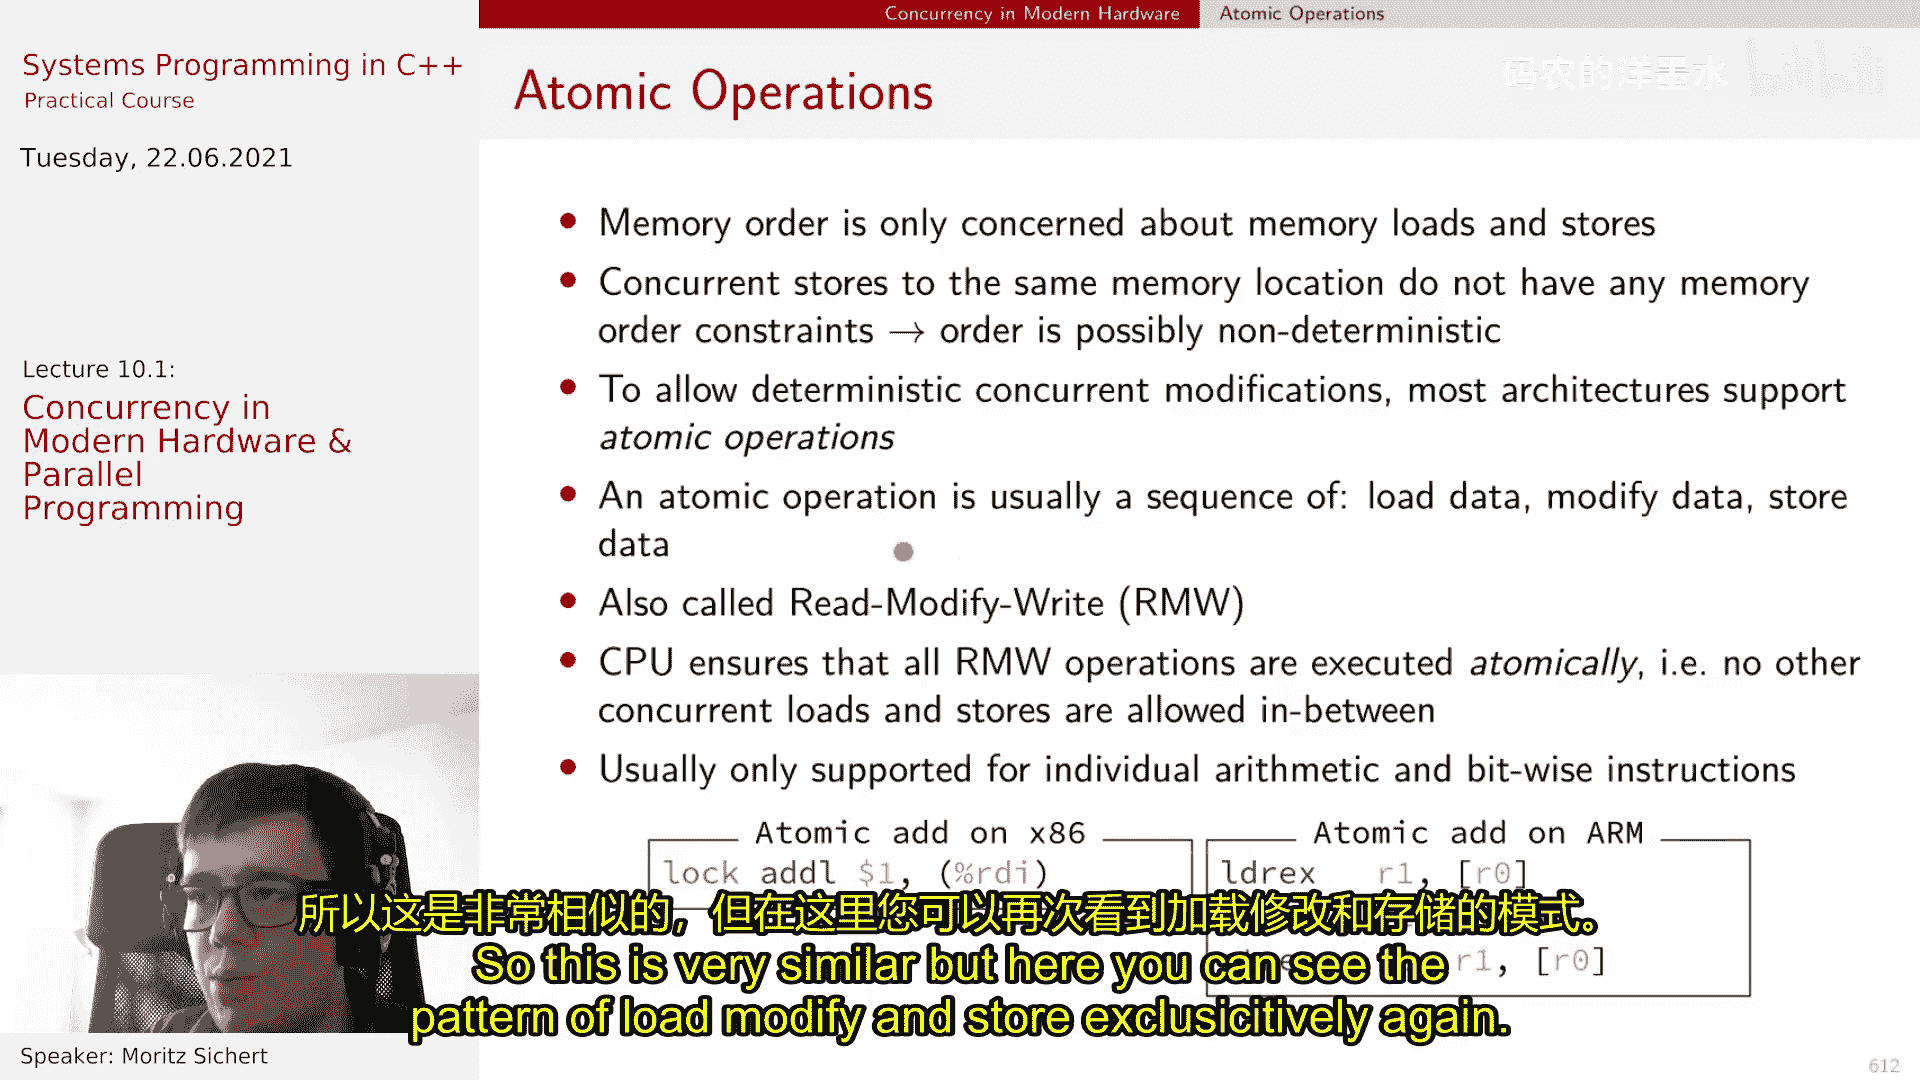 Concurrency in Modern Hardware
Atomic Operations
Systems Programming in C++
Practical Course
Tuesday, 22.06.2021
Lecture 10.1:
Concurrency in
Modern Hardware &
Parallel
Programming
Atomic Operations
码农的洋墨水
bilibili
• Memory order is only concerned about memory loads and stores
• Concurrent stores to the same memory location do not have any memory
order constraints → order is possibly non-deterministic
• To allow deterministic concurrent modifications, most architectures support
atomic operations
• An atomic operation is usually a sequence of: load data, modify data, store
data
• Also called Read-Modify-Write (RMW)
• CPU ensures that all RMW operations are executed atomically, i.e. no other
concurrent loads and stores are allowed in-between
• Usually only supported for individual arithmetic and bit-wise instructions
Atomic add on x86
lock addl $1, (%rdi)
Atomic add on ARM
ldrex r1, [r0]
r1, [r0]
所以这是非常相似的，但在这里您可以再次看到加载修改和存储的模式。
So this is very similar but here you can see the
pattern of load modify and store exclusicitively again.
Speaker: Moritz Sichert
612